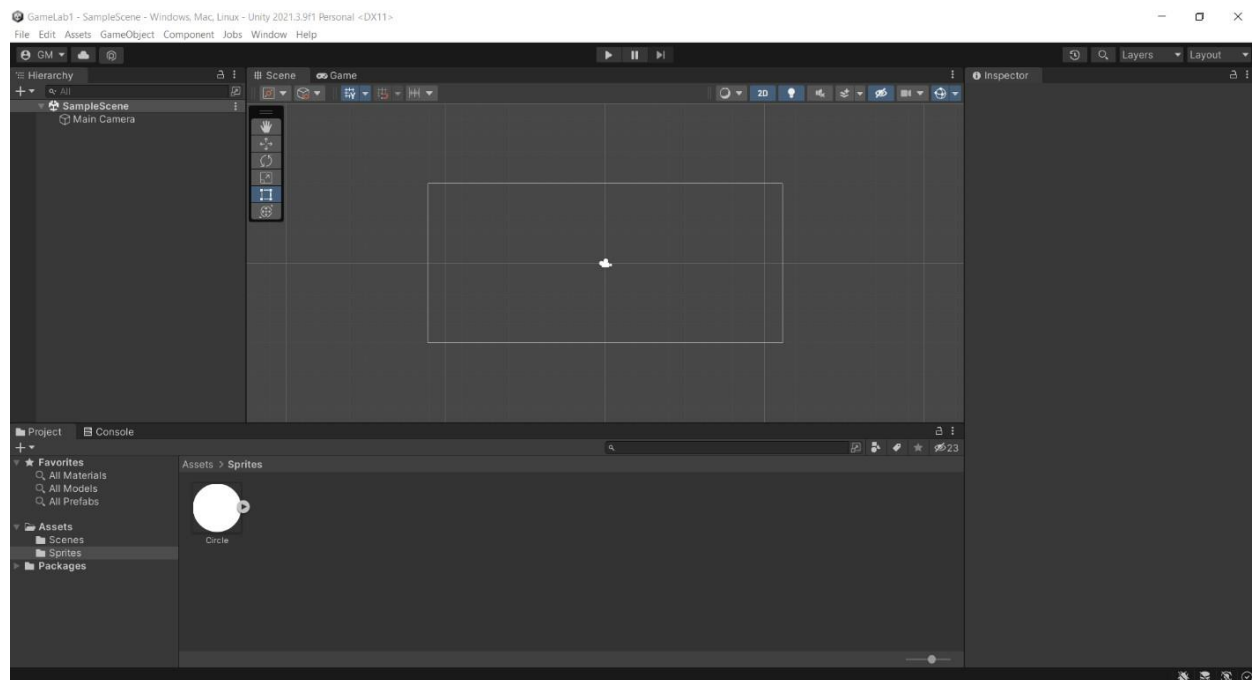 GameLab1 - SampleScene - Windows, Mac, Linux - Unity 2021.3.9f1 Personal <DX11>
File Edit Assets GameObject Component Jobs Window Help
GM Layers Layout
Hierarchy Scene Game Inspector
All 2D
SampleScene
Main Camera
Project Console
23
Favorites Assets > Sprites
All Materials
All Models
All Prefabs
Assets
Scenes Circle
Sprites
Packages